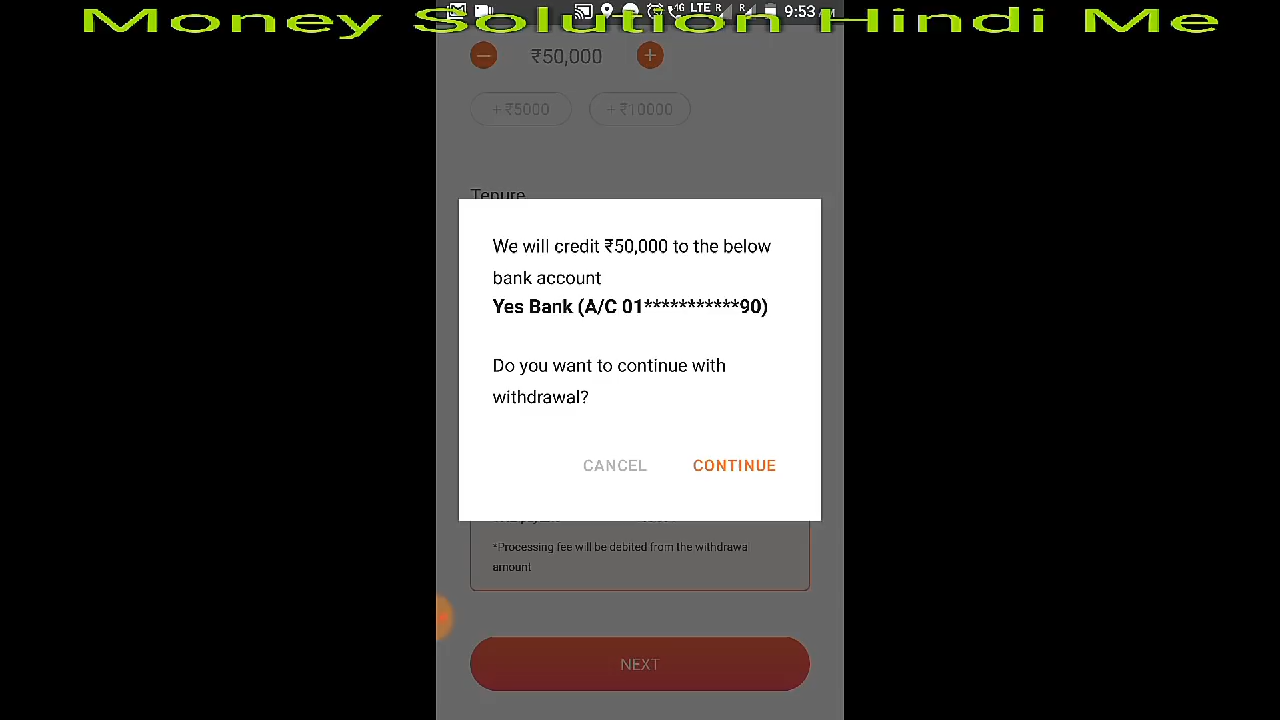 Money Solution Hindi Me
LTE R R 9:53
₹50,000
+ ₹5000 + ₹10000
Tenure
We will credit ₹50,000 to the below
bank account
Yes Bank (A/C 01***********90)
Do you want to continue with
withdrawal?
CANCEL CONTINUE
*Processing fee will be debited from the withdrawa
amount
NEXT